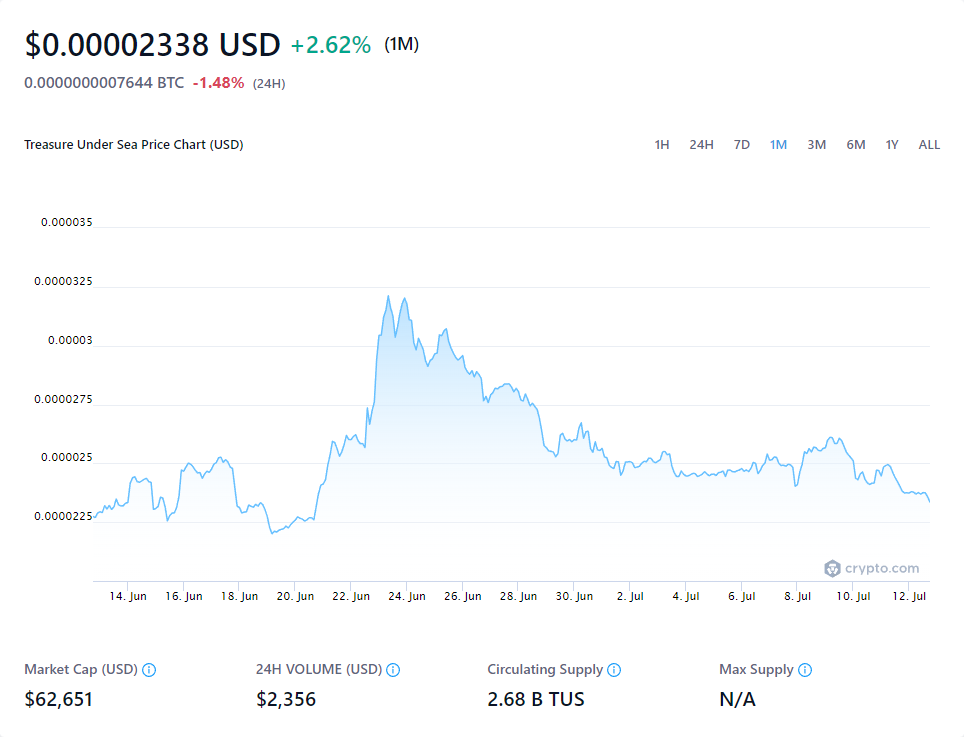 $0.00002338 USD +2.62% (1M)
0.0000000007644 BTC -1.48% (24H)
Treasure Under Sea Price Chart (USD) 1H 24H 7D 1M 3M 6M 1Y ALL
0.000035
0.0000325
0.00003
0.0000275
0.000025
0.0000225
crypto.com
14. Jun 16. Jun 18. Jun 20. Jun 22. Jun 24. Jun 26. Jun 28. Jun 30. Jun 2. Jul 4. Jul 6. Jul 8. Jul 10. Jul 12. Jul
Market Cap (USD) 24H VOLUME (USD) Circulating Supply Max Supply
$62,651 $2,356 2.68 B TUS N/A